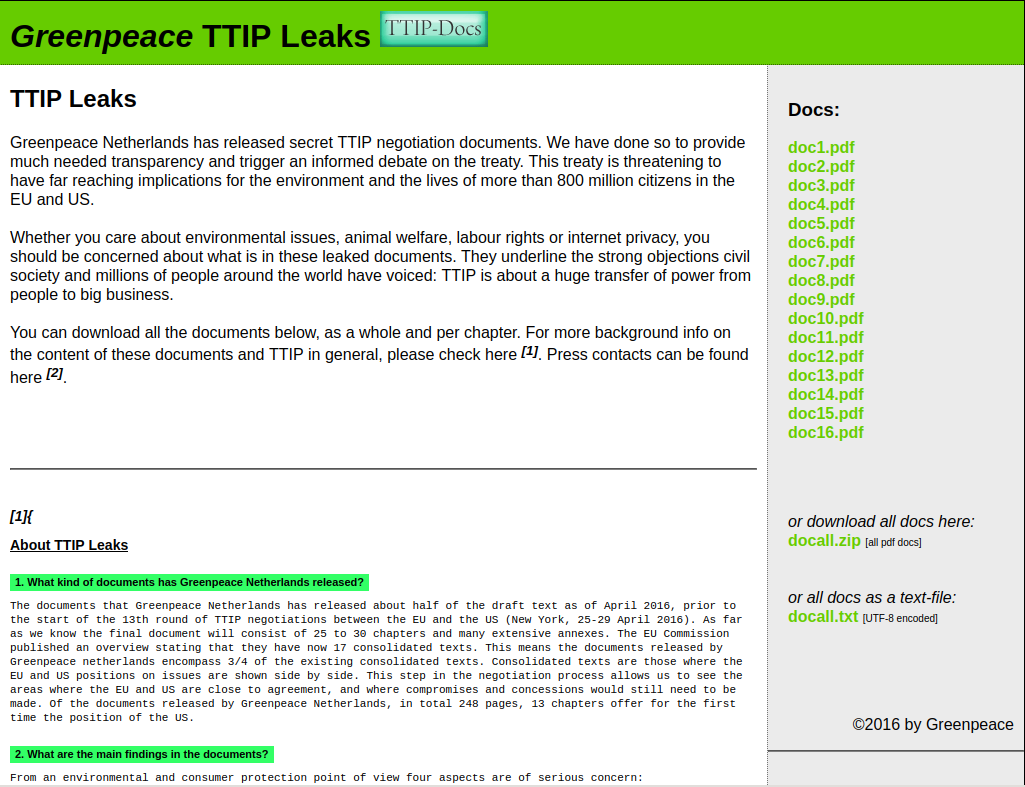 Greenpeace TTIP Leaks TTIP-Docs
TTIP Leaks
Greenpeace Netherlands has released secret TTIP negotiation documents. We have done so to provide
much needed transparency and trigger an informed debate on the treaty. This treaty is threatening to
have far reaching implications for the environment and the lives of more than 800 million citizens in the
EU and US.
Whether you care about environmental issues, animal welfare, labour rights or internet privacy, you
should be concerned about what is in these leaked documents. They underline the strong objections civil
society and millions of people around the world have voiced: TTIP is about a huge transfer of power from
people to big business.
You can download all the documents below, as a whole and per chapter. For more background info on
the content of these documents and TTIP in general, please check here [1]. Press contacts can be found
here [2].
[1]{
About TTIP Leaks
1. What kind of documents has Greenpeace Netherlands released?
The documents that Greenpeace Netherlands has released about half of the draft text as of April 2016, prior to
the start of the 13th round of TTIP negotiations between the EU and the US (New York, 25-29 April 2016). As far
as we know the final document will consist of 25 to 30 chapters and many extensive annexes. The EU Commission
published an overview stating that they have now 17 consolidated texts. This means the documents released by
Greenpeace netherlands encompass 3/4 of the existing consolidated texts. Consolidated texts are those where the
EU and US positions on issues are shown side by side. This step in the negotiation process allows us to see the
areas where the EU and US are close to agreement, and where compromises and concessions would still need to be
made. Of the documents released by Greenpeace Netherlands, in total 248 pages, 13 chapters offer for the first
time the position of the US.
2. What are the main findings in the documents?
From an environmental and consumer protection point of view four aspects are of serious concern:
Docs:
doc1.pdf
doc2.pdf
doc3.pdf
doc4.pdf
doc5.pdf
doc6.pdf
doc7.pdf
doc8.pdf
doc9.pdf
doc10.pdf
doc11.pdf
doc12.pdf
doc13.pdf
doc14.pdf
doc15.pdf
doc16.pdf
or download all docs here:
docall.zip [all pdf docs]
or all docs as a text-file:
docall.txt [UTF-8 encoded]
©2016 by Greenpeace